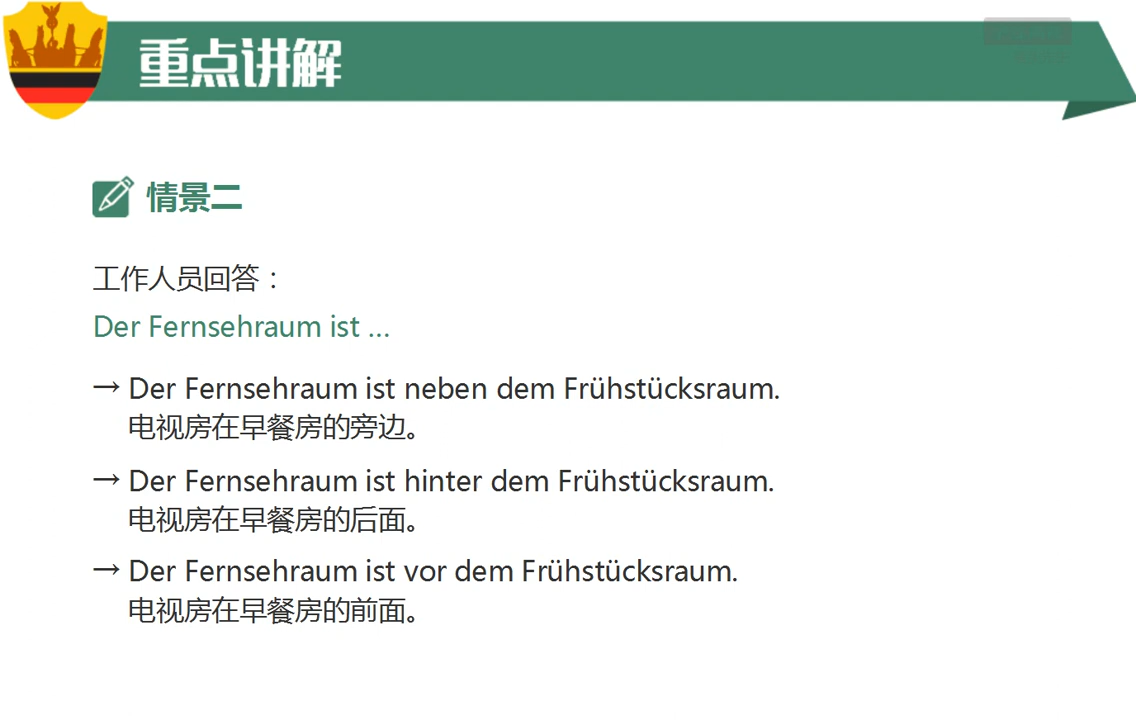 重点讲解
情景二
工作人员回答：
Der Fernsehraum ist ...
→ Der Fernsehraum ist neben dem Frühstücksraum.
电视房在早餐房的旁边。
→ Der Fernsehraum ist hinter dem Frühstücksraum.
电视房在早餐房的后面。
→ Der Fernsehraum ist vor dem Frühstücksraum.
电视房在早餐房的前面。